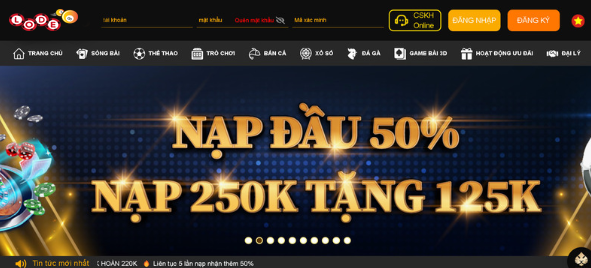 LODE
tài khoản
mật khẩu
Quên mật khẩu
Mã xác minh
CSKH
Online
ĐĂNG NHẬP
ĐĂNG KÝ
TRANG CHỦ
SÒNG BÀI
THỂ THAO
TRÒ CHƠI
BẮN CÁ
XỔ SỐ
ĐÁ GÀ
GAME BÀI 3D
HOẠT ĐỘNG ƯU ĐÃI
ĐẠI LÝ
NẠP ĐẦU 50%
NẠP 250K TẶNG 125K
Tin tức mới nhất
HOÀN 220K
Liên tục 5 lần nạp nhận thêm 50%